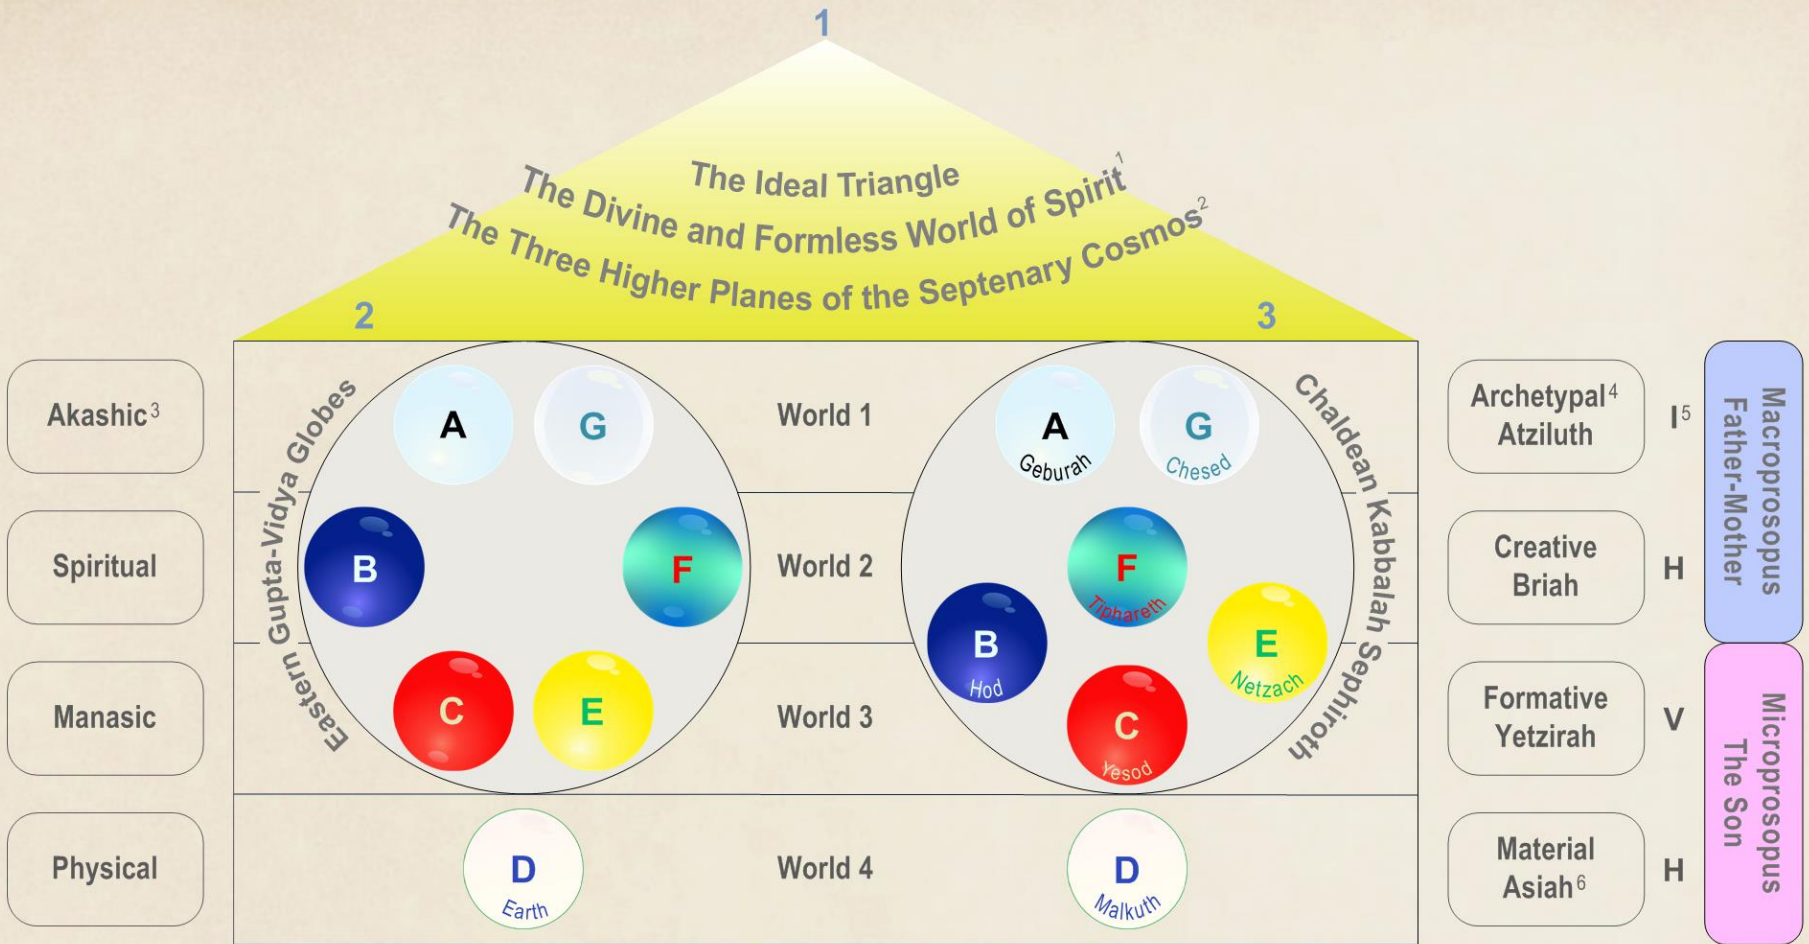 1
The Ideal Triangle
The Divine and Formless World of Spirit¹
The Three Higher Planes of the Septenary Cosmos²
2
3
Eastern Gupta-Vidya Globes
Chaldean Kabbalah Sephiroth
Akashic³
A
G
World 1
A
Geburah
G
Chesed
Archetypal⁴
Atziluth
I⁵
Macroprosopus
Father-Mother
Spiritual
B
F
World 2
F
Tiphareth
Creative
Briah
H
B
Hod
E
Netzach
Manasic
C
E
World 3
C
Yesod
Formative
Yetzirah
V
Microprosopus
The Son
Physical
D
Earth
World 4
D
Malkuth
Material
Asiah⁶
H